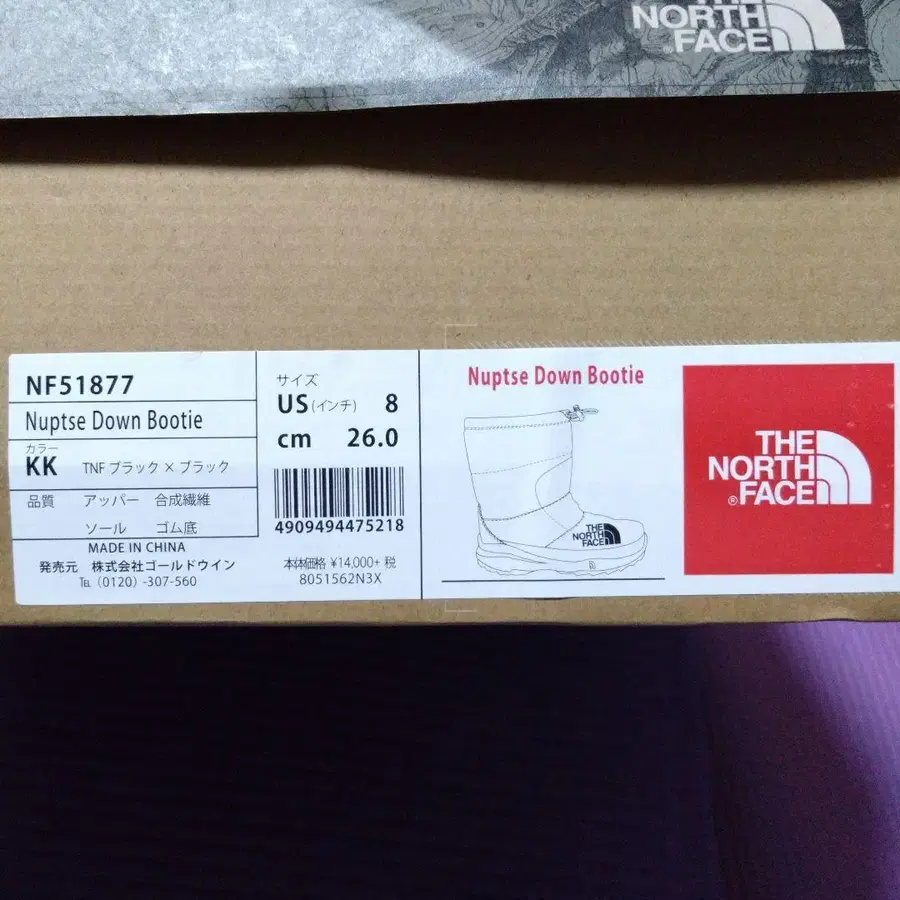 THE
NORTH
FACE
NF51877
Nuptse Down Bootie
カラー
KK TNF ブラック × ブラック
品質 アッパー 合成繊維
ソール ゴム底
MADE IN CHINA
発売元 株式会社ゴールドウイン
TEL (0120) -307-560
サイズ
US (インチ) 8
cm 26.0
4909494475218
本体価格 ¥14,000+ 税
8051562N3X
Nuptse Down Bootie
THE
NORTH
FACE
THE
NORTH
®FACE